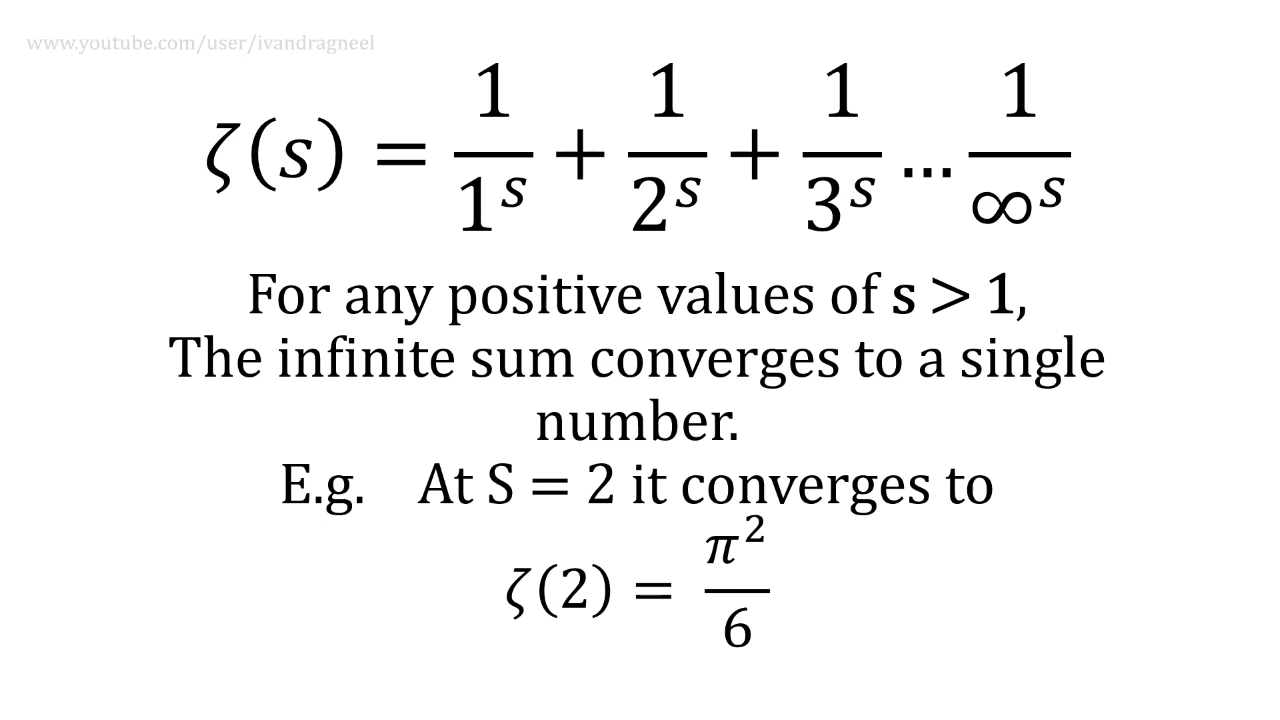 www.youtube.com/user/ivandragneel
ζ(s) = 1/1^s + 1/2^s + 1/3^s ... 1/∞^s
For any positive values of s > 1,
The infinite sum converges to a single
number.
E.g. At S = 2 it converges to
ζ(2) = π^2/6